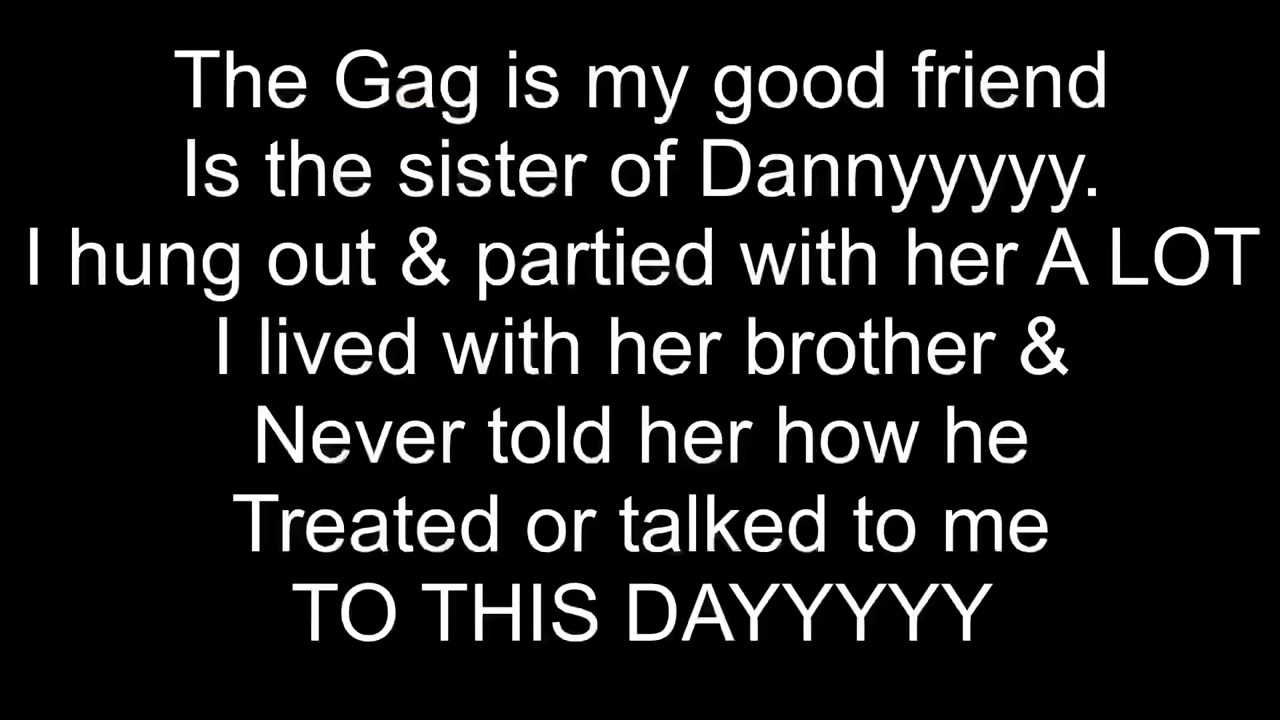 The Gag is my good friend
Is the sister of Dannyyyyy.
I hung out & partied with her A LOT
I lived with her brother &
Never told her how he
Treated or talked to me
TO THIS DAYYYYY